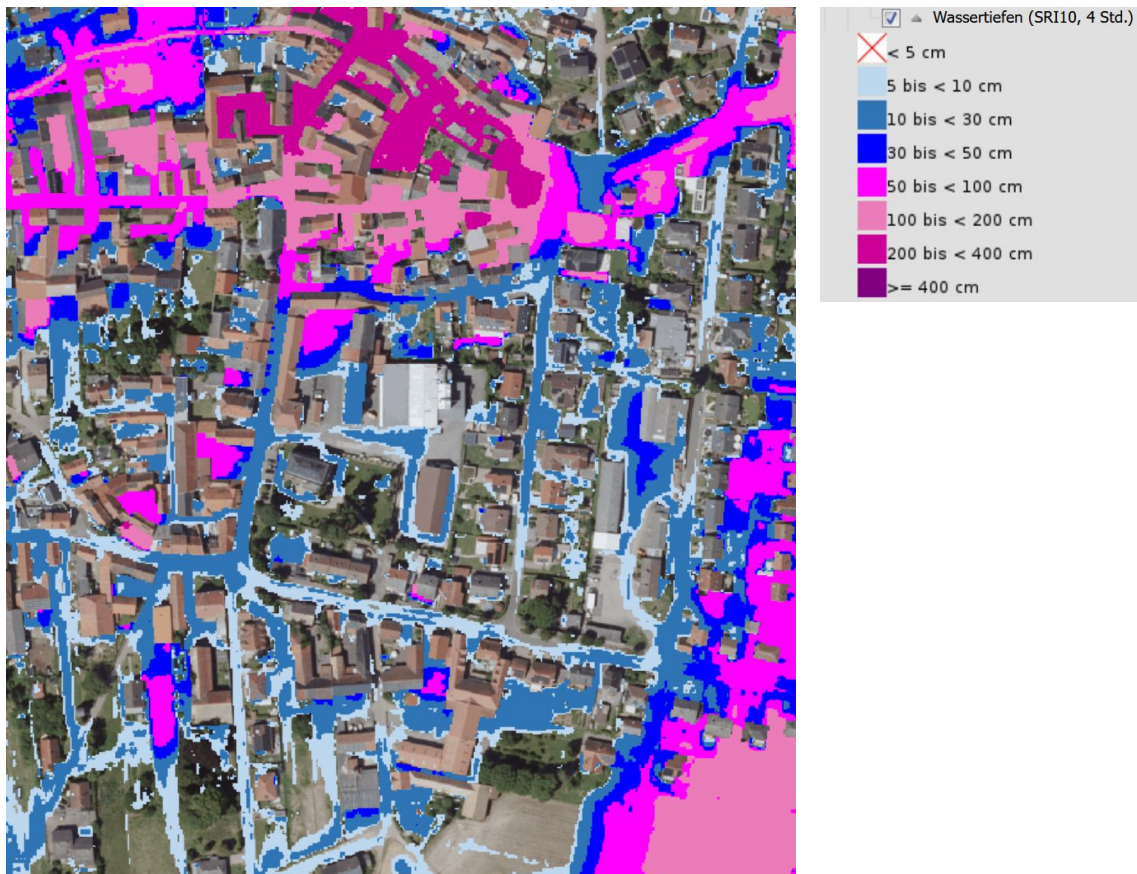 Wassertiefen (SRI10, 4 Std.)
< 5 cm
5 bis < 10 cm
10 bis < 30 cm
30 bis < 50 cm
50 bis < 100 cm
100 bis < 200 cm
200 bis < 400 cm
>= 400 cm